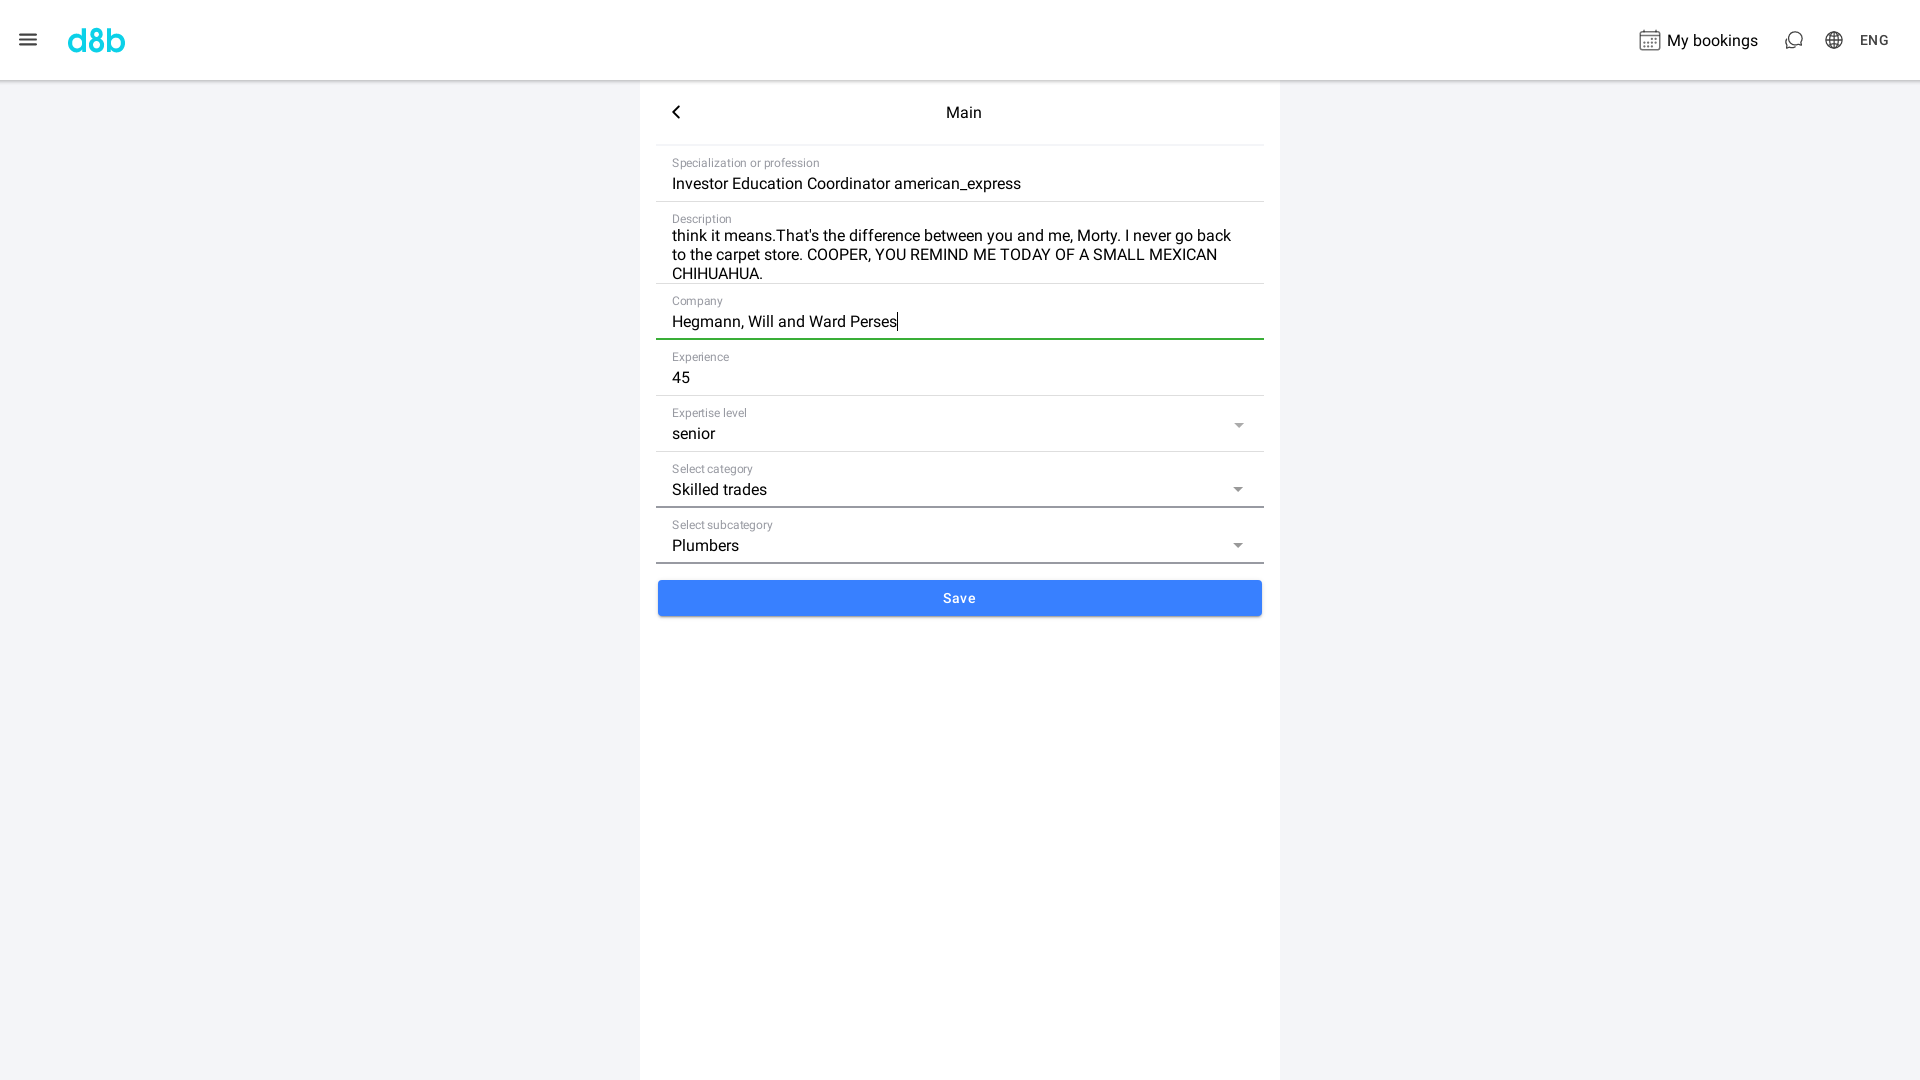 d8b
My bookings
ENG
Main
Specialization or profession
Investor Education Coordinator american_express
Description
think it means.That's the difference between you and me, Morty. I never go back
to the carpet store. COOPER, YOU REMIND ME TODAY OF A SMALL MEXICAN
CHIHUAHUA.
Company
Hegmann, Will and Ward Perses
Experience
45
Expertise level
senior
Select category
Skilled trades
Select subcategory
Plumbers
Save